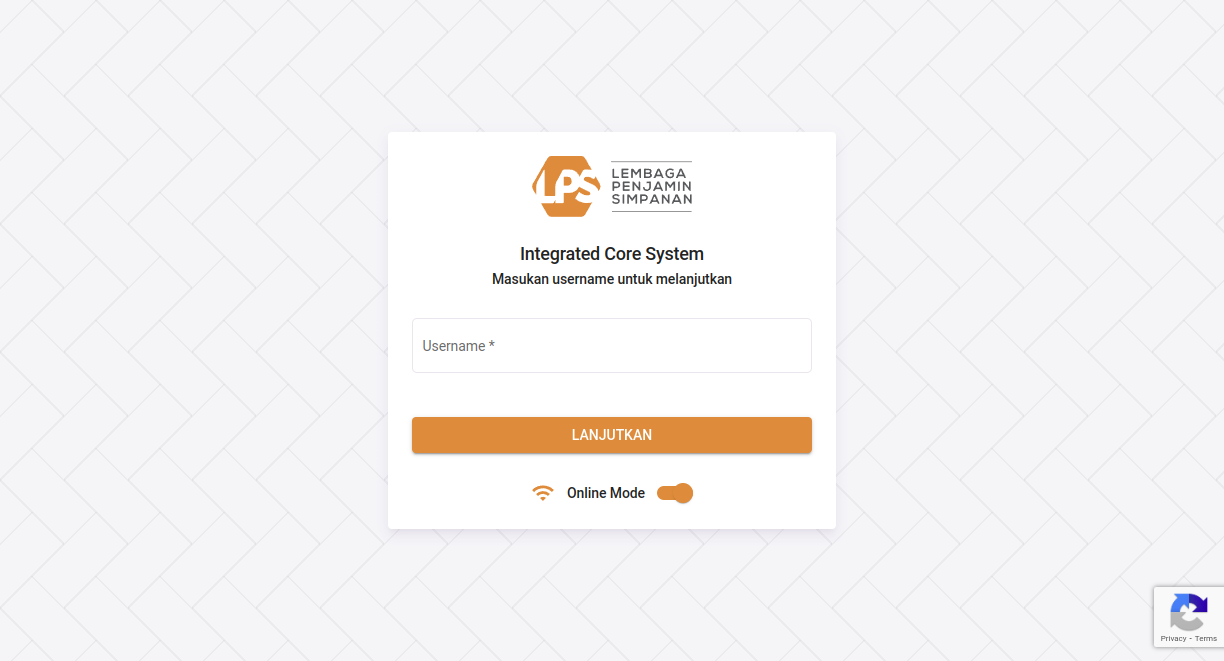 LPS
LEMBAGA
PENJAMIN
SIMPANAN
Integrated Core System
Masukan username untuk melanjutkan
Username *
LANJUTKAN
Online Mode
Privacy - Terms